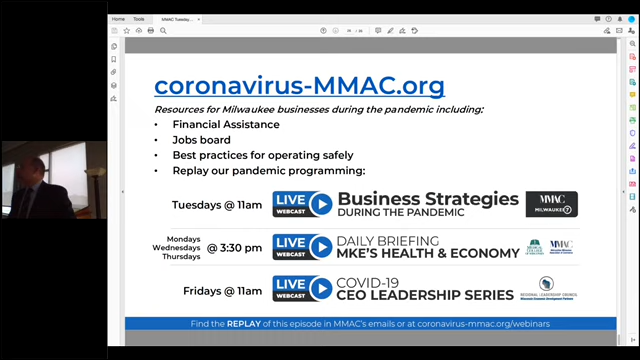 Home
Tools
MMAC Tuesday...
coronavirus-MMAC.org
Resources for Milwaukee businesses during the pandemic including:
• Financial Assistance
• Jobs board
• Best practices for operating safely
• Replay our pandemic programming:
Tuesdays @ 11am
LIVE
WEBCAST
Business Strategies
DURING THE PANDEMIC
MMAC
MILWAUKEE 7
Mondays
Wednesdays
Thursdays
@ 3:30 pm
LIVE
WEBCAST
DAILY BRIEFING
MKE'S HEALTH & ECONOMY
MMAC
Fridays @ 11am
LIVE
WEBCAST
COVID-19
CEO LEADERSHIP SERIES
REGIONAL LEADERSHIP COUNCIL
Find the REPLAY of this episode in MMAC's emails or at coronavirus-mmac.org/webinars